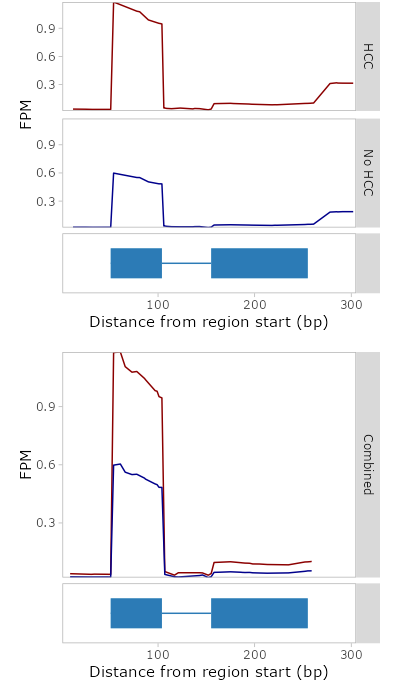 0.9
0.6
0.3
HCC
FPM
0.9
0.6
0.3
No HCC
100 200 300
Distance from region start (bp)
0.9
0.6
0.3
FPM
Combined
100 200 300
Distance from region start (bp)